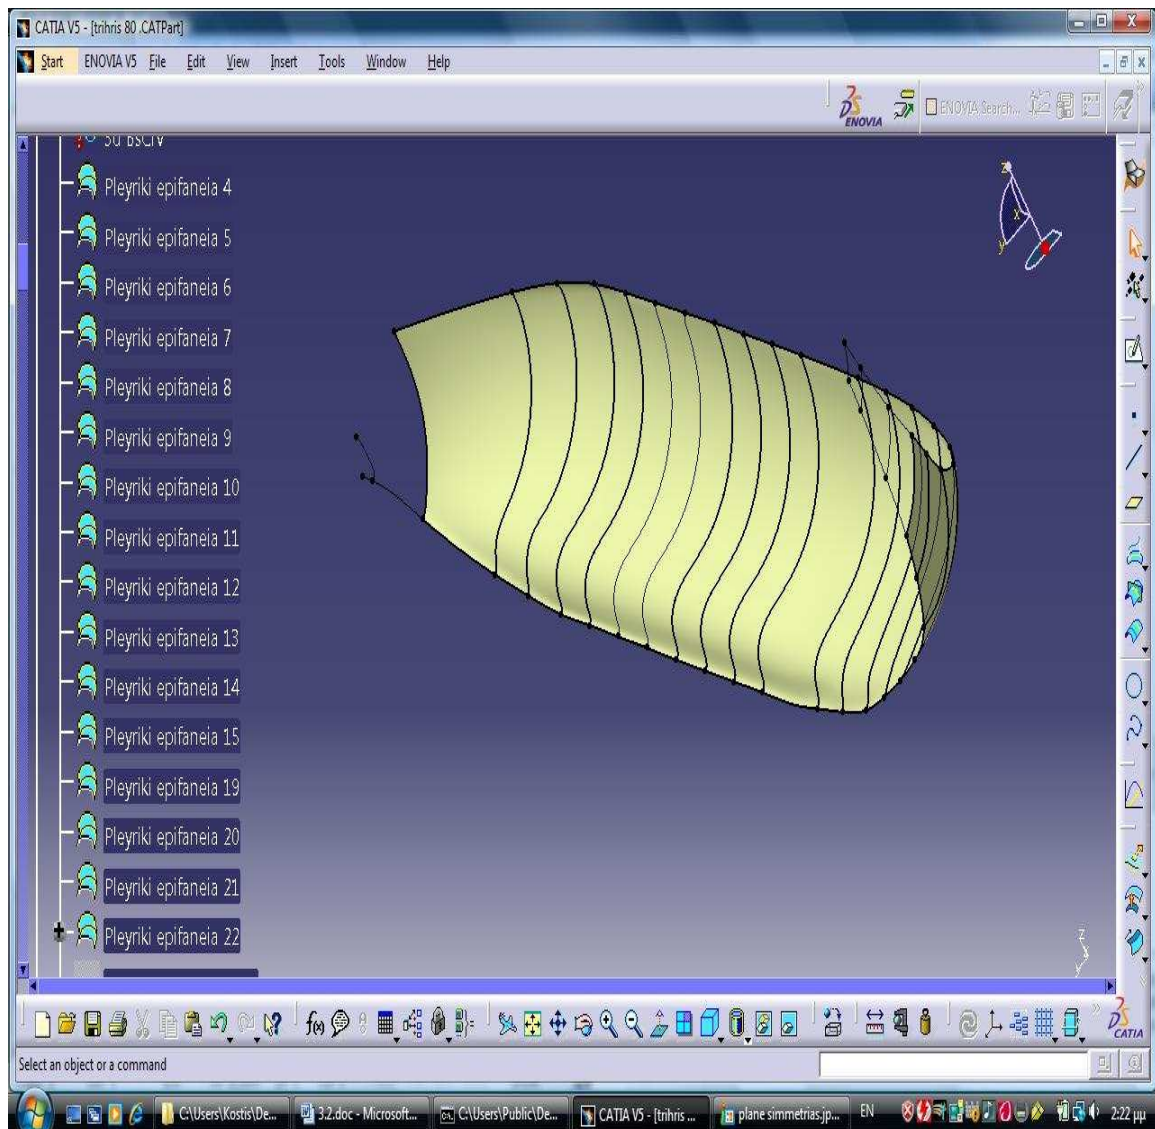 CATIA V5 - [trihris 80 .CATPart]
Start ENOVIA V5 File Edit View Insert Tools Window Help
DS ENOVIA ENOVIA Search...
Pleyriki epifaneia 4
Pleyriki epifaneia 5
Pleyriki epifaneia 6
Pleyriki epifaneia 7
Pleyriki epifaneia 8
Pleyriki epifaneia 9
Pleyriki epifaneia 10
Pleyriki epifaneia 11
Pleyriki epifaneia 12
Pleyriki epifaneia 13
Pleyriki epifaneia 14
Pleyriki epifaneia 15
Pleyriki epifaneia 19
Pleyriki epifaneia 20
Pleyriki epifaneia 21
Pleyriki epifaneia 22
z
x
y
z
y
f(x)
DS CATIA
Select an object or a command
C:\Users\Kostis\De... 3.2.doc - Microsoft... C:\Users\Public\De... CATIA V5 - [trihris ... plane simmetrias.jp... EN 2:22 μμ